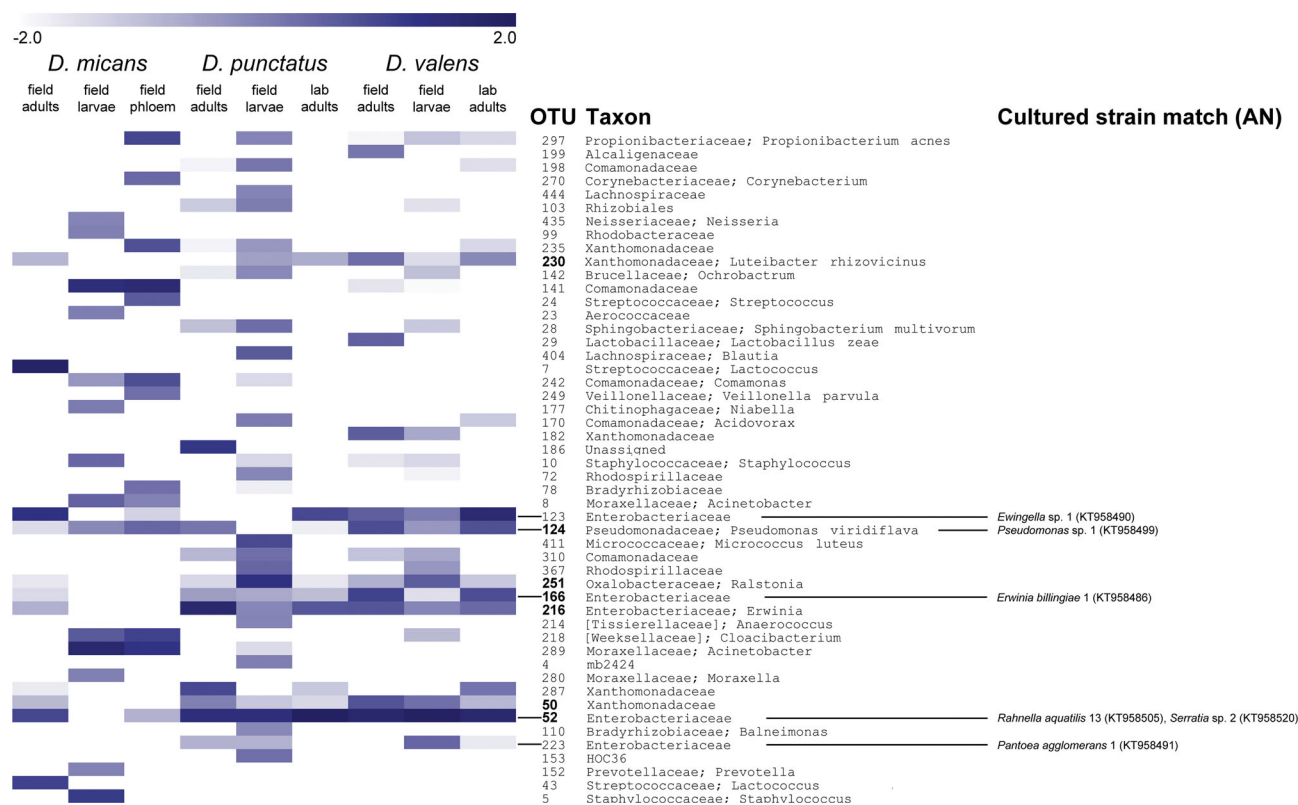 -2.0 2.0
D. micans D. punctatus D. valens
field adults field larvae field phloem field adults field larvae lab adults field adults field larvae lab adults
OTU Taxon Cultured strain match (AN)
297 Propionibacteriaceae; Propionibacterium acnes
199 Alcaligenaceae
198 Comamonadaceae
270 Corynebacteriaceae; Corynebacterium
444 Lachnospiraceae
103 Rhizobiales
435 Neisseriaceae; Neisseria
99 Rhodobacteraceae
235 Xanthomonadaceae
230 Xanthomonadaceae; Luteibacter rhizovicinus
142 Brucellaceae; Ochrobactrum
141 Comamonadaceae
24 Streptococcaceae; Streptococcus
23 Aerococcaceae
28 Sphingobacteriaceae; Sphingobacterium multivorum
29 Lactobacillaceae; Lactobacillus zeae
404 Lachnospiraceae; Blautia
7 Streptococcaceae; Lactococcus
242 Comamonadaceae; Comamonas
249 Veillonellaceae; Veillonella parvula
177 Chitinophagaceae; Niabella
170 Comamonadaceae; Acidovorax
182 Xanthomonadaceae
186 Unassigned
10 Staphylococcaceae; Staphylococcus
72 Rhodospirillaceae
78 Bradyrhizobiaceae
8 Moraxellaceae; Acinetobacter
123 Enterobacteriaceae Ewingella sp. 1 (KT958490)
124 Pseudomonadaceae; Pseudomonas viridiflava Pseudomonas sp. 1 (KT958499)
411 Micrococcaceae; Micrococcus luteus
310 Comamonadaceae
367 Rhodospirillaceae
251 Oxalobacteraceae; Ralstonia
166 Enterobacteriaceae Erwinia billingiae 1 (KT958486)
216 Enterobacteriaceae; Erwinia
214 [Tissierellaceae]; Anaerococcus
218 [Weeksellaceae]; Cloacibacterium
289 Moraxellaceae; Acinetobacter
4 mb2424
280 Moraxellaceae; Moraxella
287 Xanthomonadaceae
50 Xanthomonadaceae
52 Enterobacteriaceae Rahnella aquatilis 13 (KT958505), Serratia sp. 2 (KT958520)
110 Bradyrhizobiaceae; Balneimonas
223 Enterobacteriaceae Pantoea agglomerans 1 (KT958491)
153 HOC36
152 Prevotellaceae; Prevotella
43 Streptococcaceae; Lactococcus
5 Staphylococcaceae; Staphylococcus